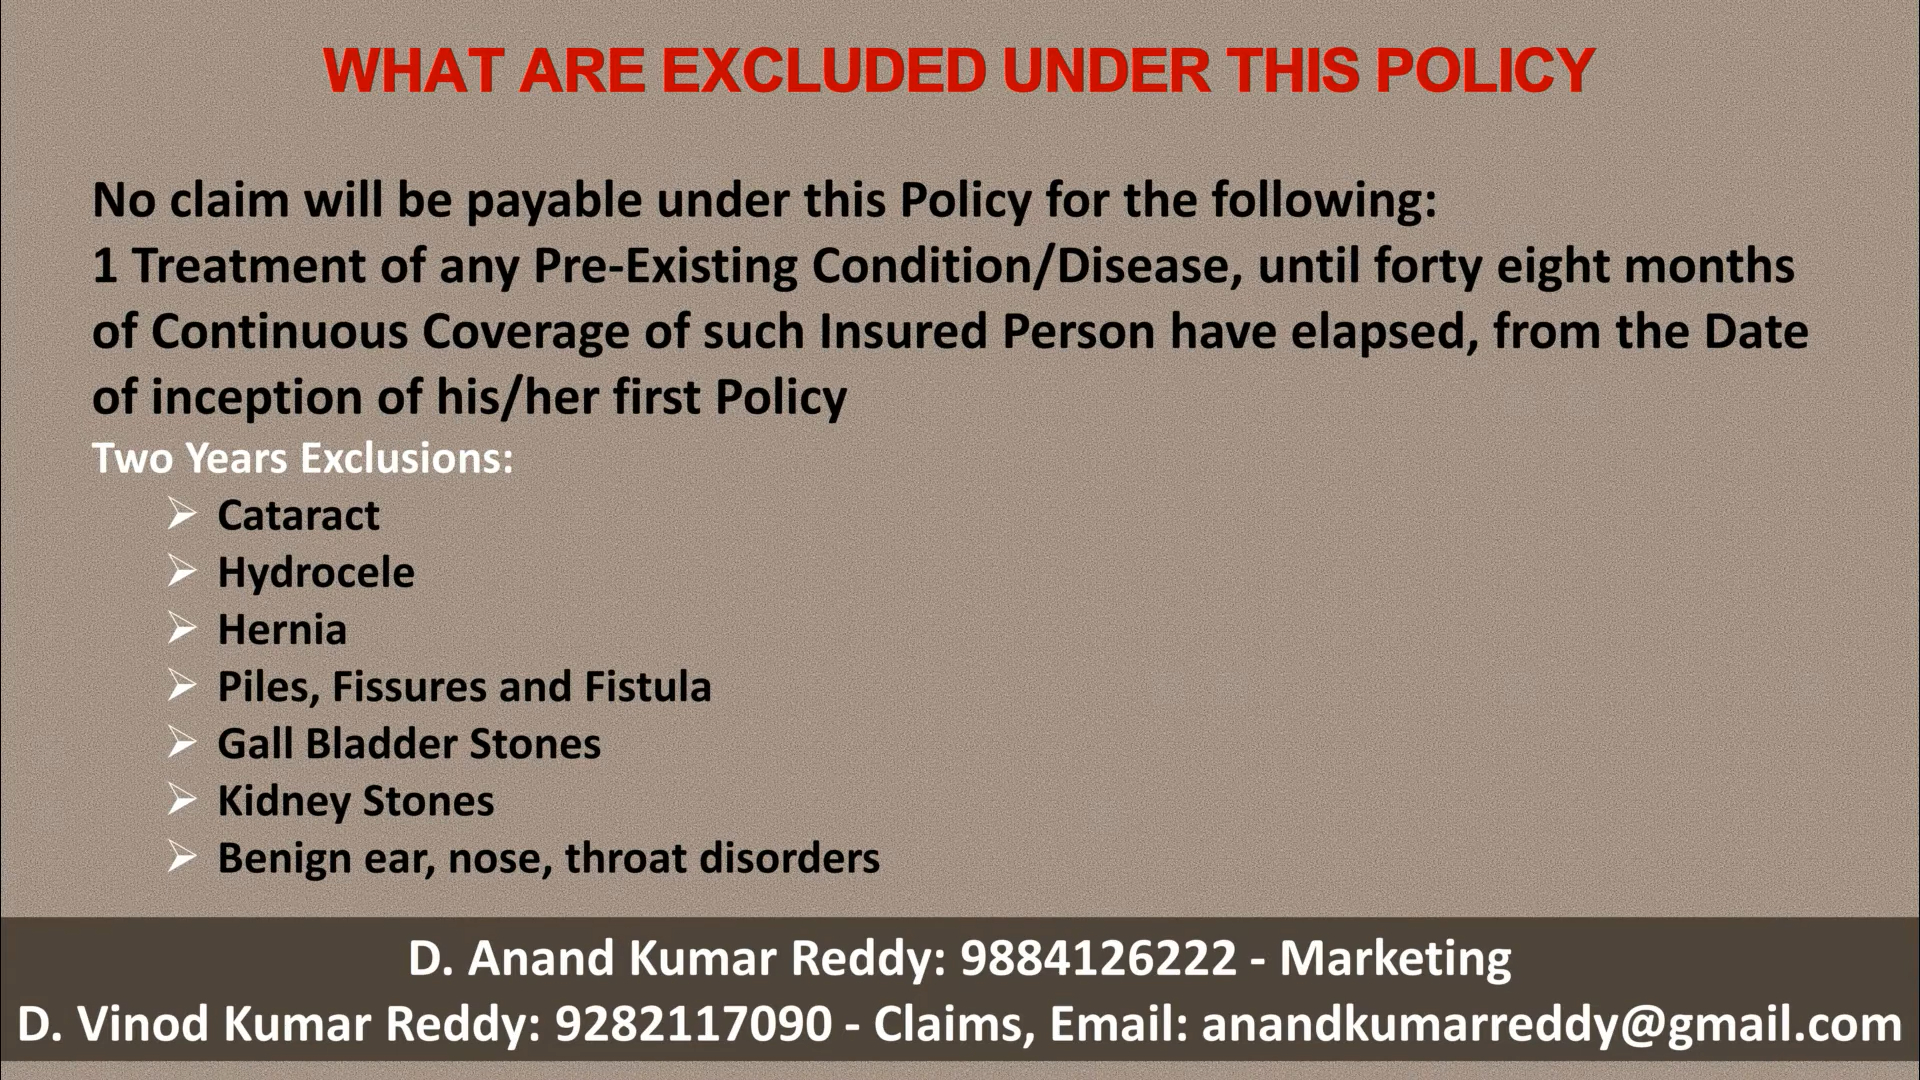 WHAT ARE EXCLUDED UNDER THIS POLICY
No claim will be payable under this Policy for the following:
1 Treatment of any Pre-Existing Condition/Disease, until forty eight months
of Continuous Coverage of such Insured Person have elapsed, from the Date
of inception of his/her first Policy
Two Years Exclusions:
➢ Cataract
➢ Hydrocele
➢ Hernia
➢ Piles, Fissures and Fistula
➢ Gall Bladder Stones
➢ Kidney Stones
➢ Benign ear, nose, throat disorders
D. Anand Kumar Reddy: 9884126222 - Marketing
D. Vinod Kumar Reddy: 9282117090 - Claims, Email: anandkumarreddy@gmail.com